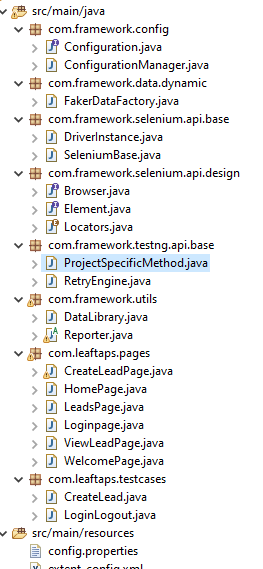 src/main/java
com.framework.config
Configuration.java
ConfigurationManager.java
com.framework.data.dynamic
FakerDataFactory.java
com.framework.selenium.api.base
DriverInstance.java
SeleniumBase.java
com.framework.selenium.api.design
Browser.java
Element.java
Locators.java
com.framework.testng.api.base
ProjectSpecificMethod.java
RetryEngine.java
com.framework.utils
DataLibrary.java
Reporter.java
com.leaftaps.pages
CreateLeadPage.java
HomePage.java
LeadsPage.java
Loginpage.java
ViewLeadPage.java
WelcomePage.java
com.leaftaps.testcases
CreateLead.java
LoginLogout.java
src/main/resources
config.properties
extent_config.xml